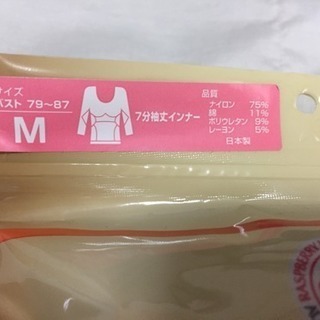 サイズ
バスト 79～87
M
7分袖丈インナー
品質
ナイロン 75%
綿 11%
ポリウレタン 9%
レーヨン 5%
日本製
RASPBERRY